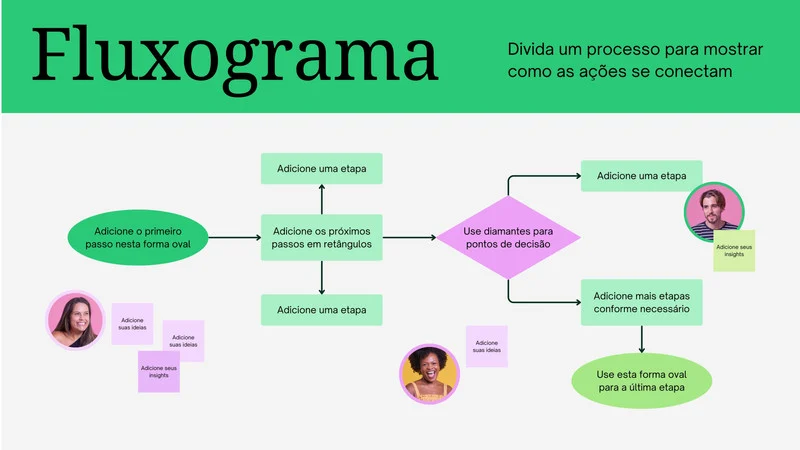 Fluxograma
Divida um processo para mostrar
como as ações se conectam
Adicione uma etapa
Adicione uma etapa
Adicione o primeiro
passo nesta forma oval
Adicione os próximos
passos em retângulos
Use diamantes para
pontos de decisão
Adicione seus
insights
Adicione uma etapa
Adicione mais etapas
conforme necessário
Adicione
suas ideias
Adicione
suas ideias
Adicione seus
insights
Adicione
suas ideias
Use esta forma oval
para a última etapa